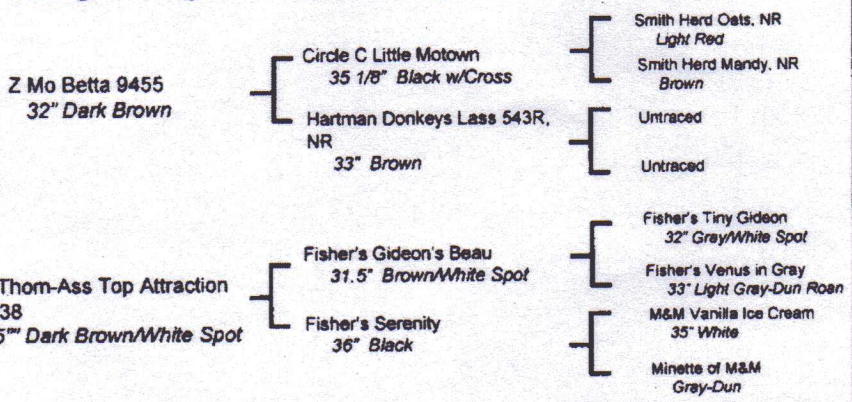 Z Mo Betta 9455
32" Dark Brown
Circle C Little Motown
35 1/8" Black w/Cross
Hartman Donkeys Lass 543R,
NR
33" Brown
Smith Herd Oats, NR
Light Red
Smith Herd Mandy, NR
Brown
Untraced
Untraced
Thom-Ass Top Attraction
38
5"" Dark Brown/White Spot
Fisher's Gideon's Beau
31.5" Brown/White Spot
Fisher's Serenity
36" Black
Fisher's Tiny Gideon
32" Gray/White Spot
Fisher's Venus in Gray
33" Light Gray-Dun Roan
M&M Vanilla Ice Cream
35" White
Minette of M&M
Gray-Dun